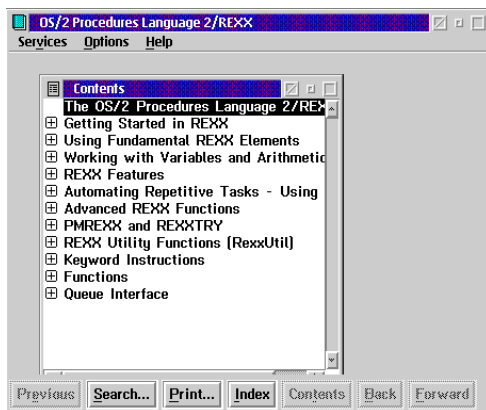 OS/2 Procedures Language 2/REXX
Services Options Help
Contents
The OS/2 Procedures Language 2/REX
Getting Started in REXX
Using Fundamental REXX Elements
Working with Variables and Arithmetic
REXX Features
Automating Repetitive Tasks - Using
Advanced REXX Functions
PMREXX and REXXTRY
REXX Utility Functions (RexxUtil)
Keyword Instructions
Functions
Queue Interface
Previous Search... Print... Index Contents Back Forward